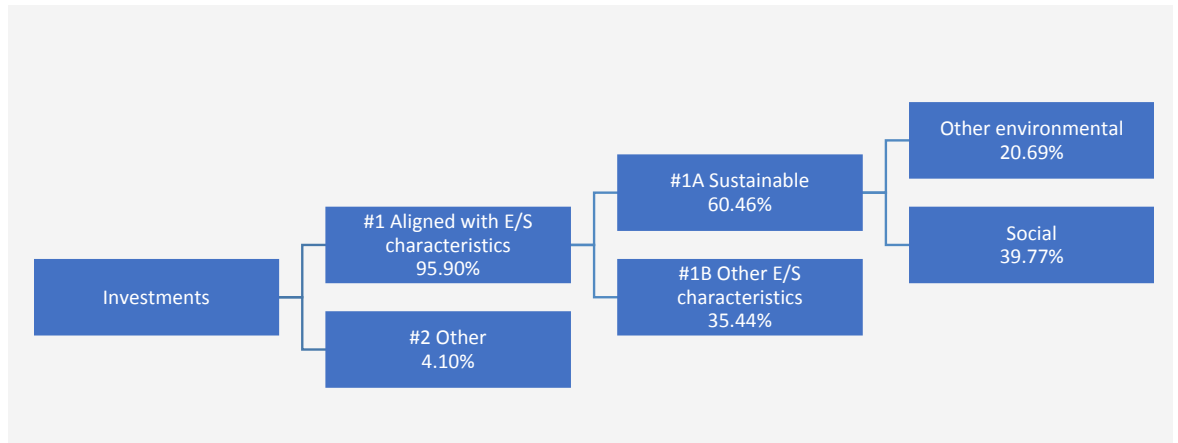 Investments
#1 Aligned with E/S
characteristics
95.90%
#2 Other
4.10%
#1A Sustainable
60.46%
#1B Other E/S
characteristics
35.44%
Other environmental
20.69%
Social
39.77%